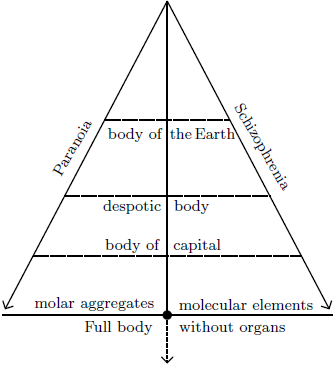 Paranoia
Schizophrenia
body of the Earth
despotic body
body of capital
molar aggregates molecular elements
Full body without organs